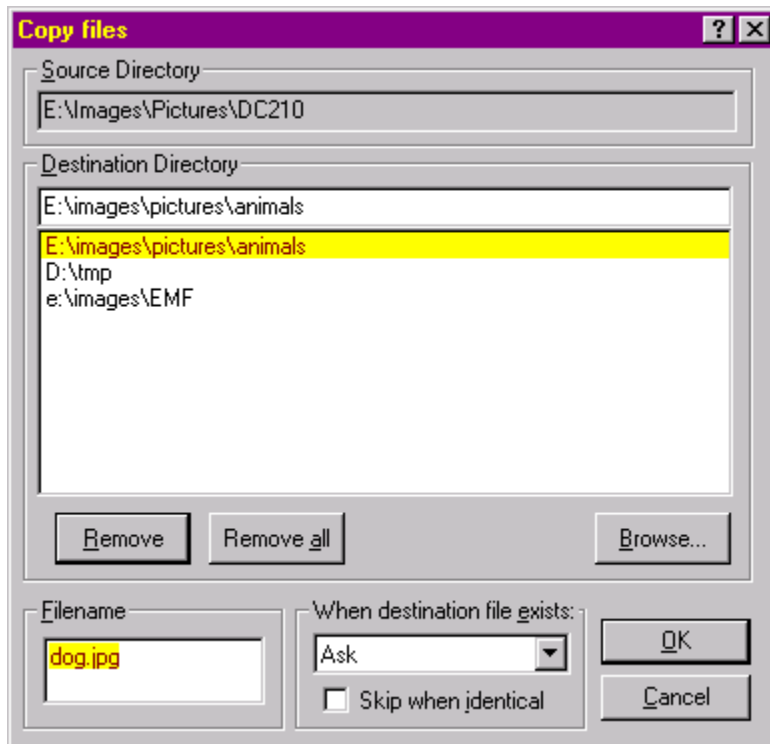 Copy files
Source Directory
E:\Images\Pictures\DC210
Destination Directory
E:\images\pictures\animals
E:\images\pictures\animals
D:\tmp
e:\images\EMF
Remove
Remove all
Browse...
Filename
dog.jpg
When destination file exists:
Ask
Skip when identical
OK
Cancel